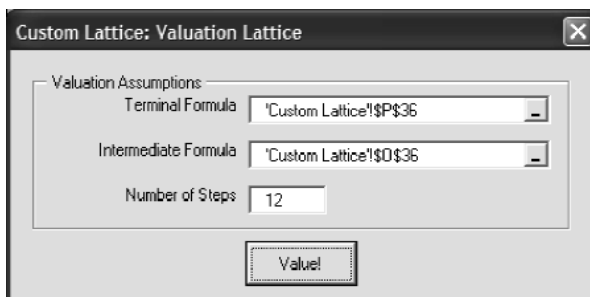 Custom Lattice: Valuation Lattice
Valuation Assumptions
Terminal Formula 'Custom Lattice'!$P$36
Intermediate Formula 'Custom Lattice'!$O$36
Number of Steps 12
Value!